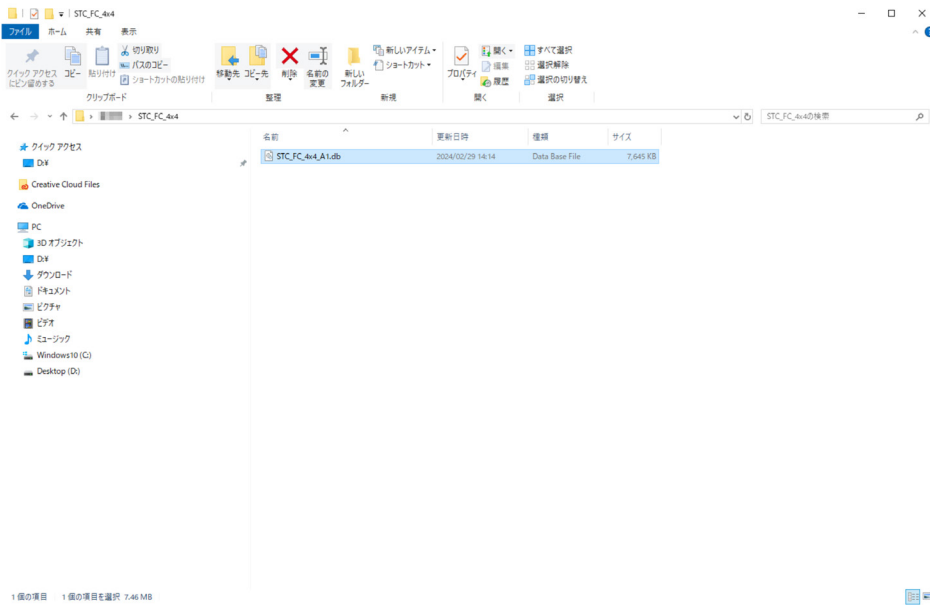 STC_FC_4x4
ファイル ホーム 共有 表示
クイック アクセス
にピン留めする
コピー
貼り付け
切り取り
パスのコピー
ショートカットの貼り付け
クリップボード
移動先
コピー先
削除
名前の
変更
整理
新しい
フォルダー
新しいアイテム
ショートカット
新規
プロパティ
開く
編集
履歴
開く
すべて選択
選択解除
選択の切り替え
選択
STC_FC_4x4
STC_FC_4x4の検索
名前 更新日時 種類 サイズ
STC_FC_4x4_A1.db 2024/02/29 14:14 Data Base File 7,645 KB
クイック アクセス
D:¥
Creative Cloud Files
OneDrive
PC
3D オブジェクト
D:¥
ダウンロード
ドキュメント
ピクチャ
ビデオ
ミュージック
Windows10 (C:)
Desktop (D:)
1 個の項目 1 個の項目を選択 7.46 MB